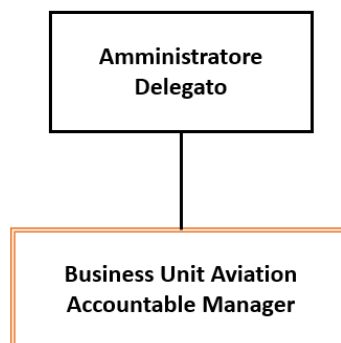 Amministratore
Delegato
Business Unit Aviation
Accountable Manager